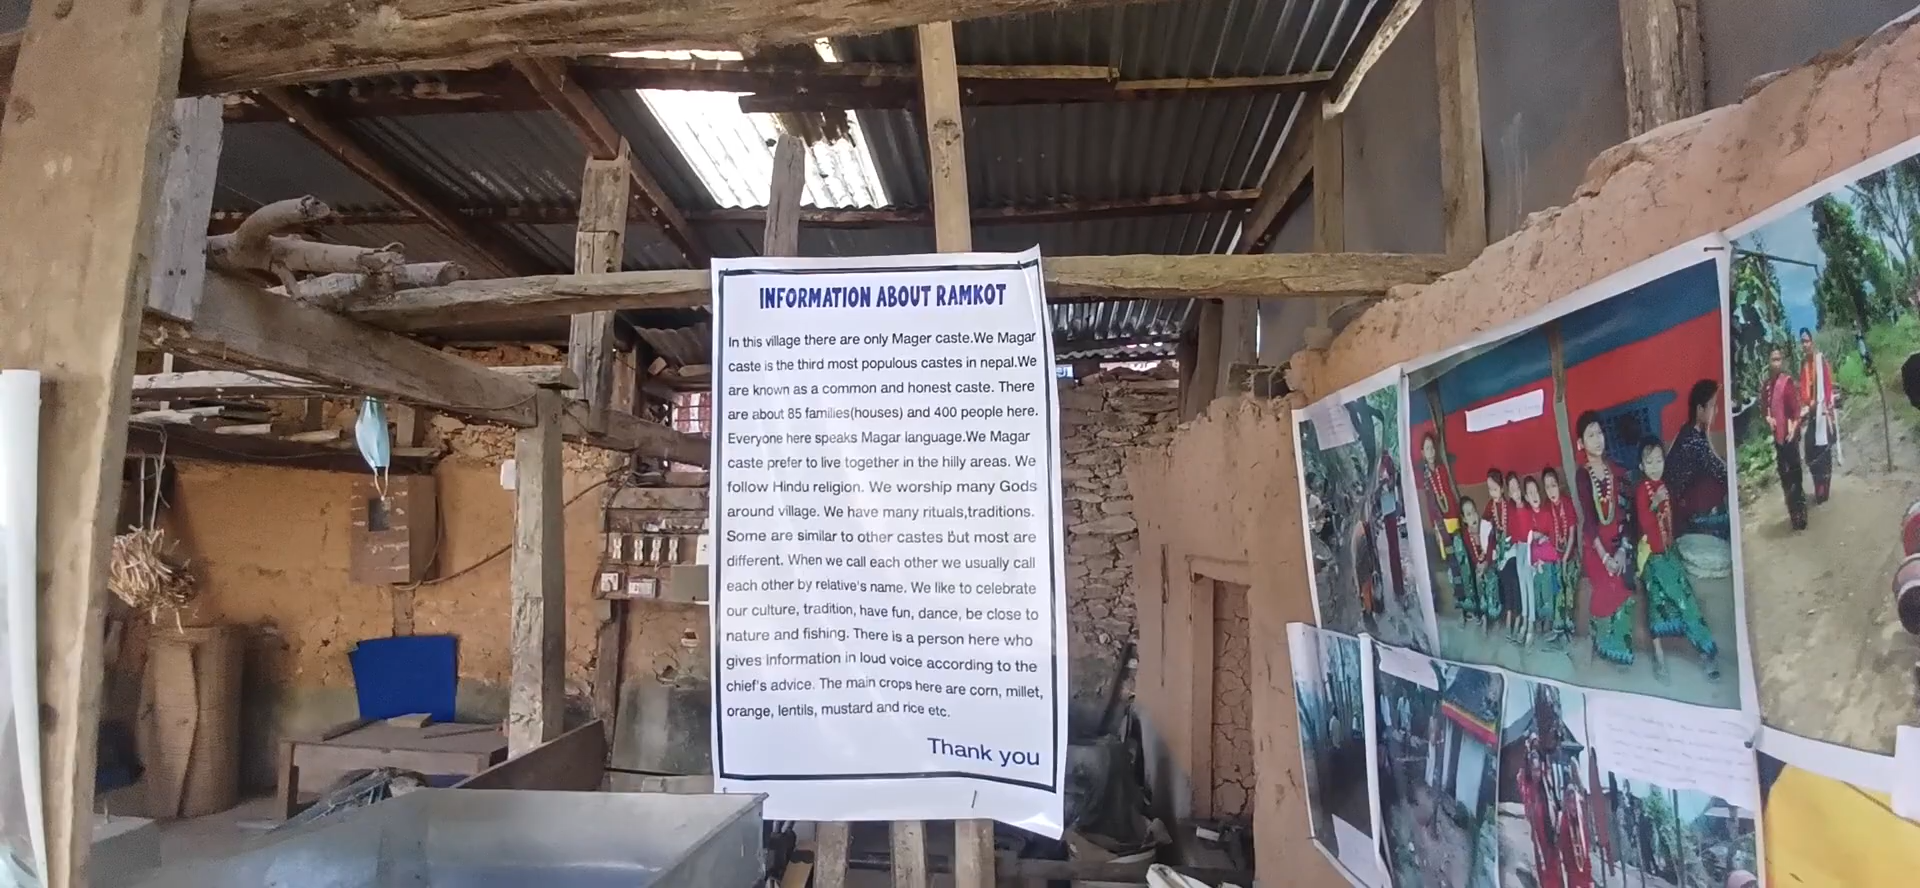 INFORMATION ABOUT RAMKOT
In this village there are only Mager caste.We Magar
caste is the third most populous castes in nepal.We
are known as a common and honest caste. There
are about 85 families(houses) and 400 people here.
Everyone here speaks Magar language.We Magar
caste prefer to live together in the hilly areas. We
follow Hindu religion. We worship many Gods
around village. We have many rituals,traditions.
Some are similar to other castes But most are
different. When we call each other we usually call
each other by relative's name. We like to celebrate
our culture, tradition, have fun, dance, be close to
nature and fishing. There is a person here who
gives information in loud voice according to the
chief's advice. The main crops here are corn, millet,
orange, lentils, mustard and rice etc.
Thank you